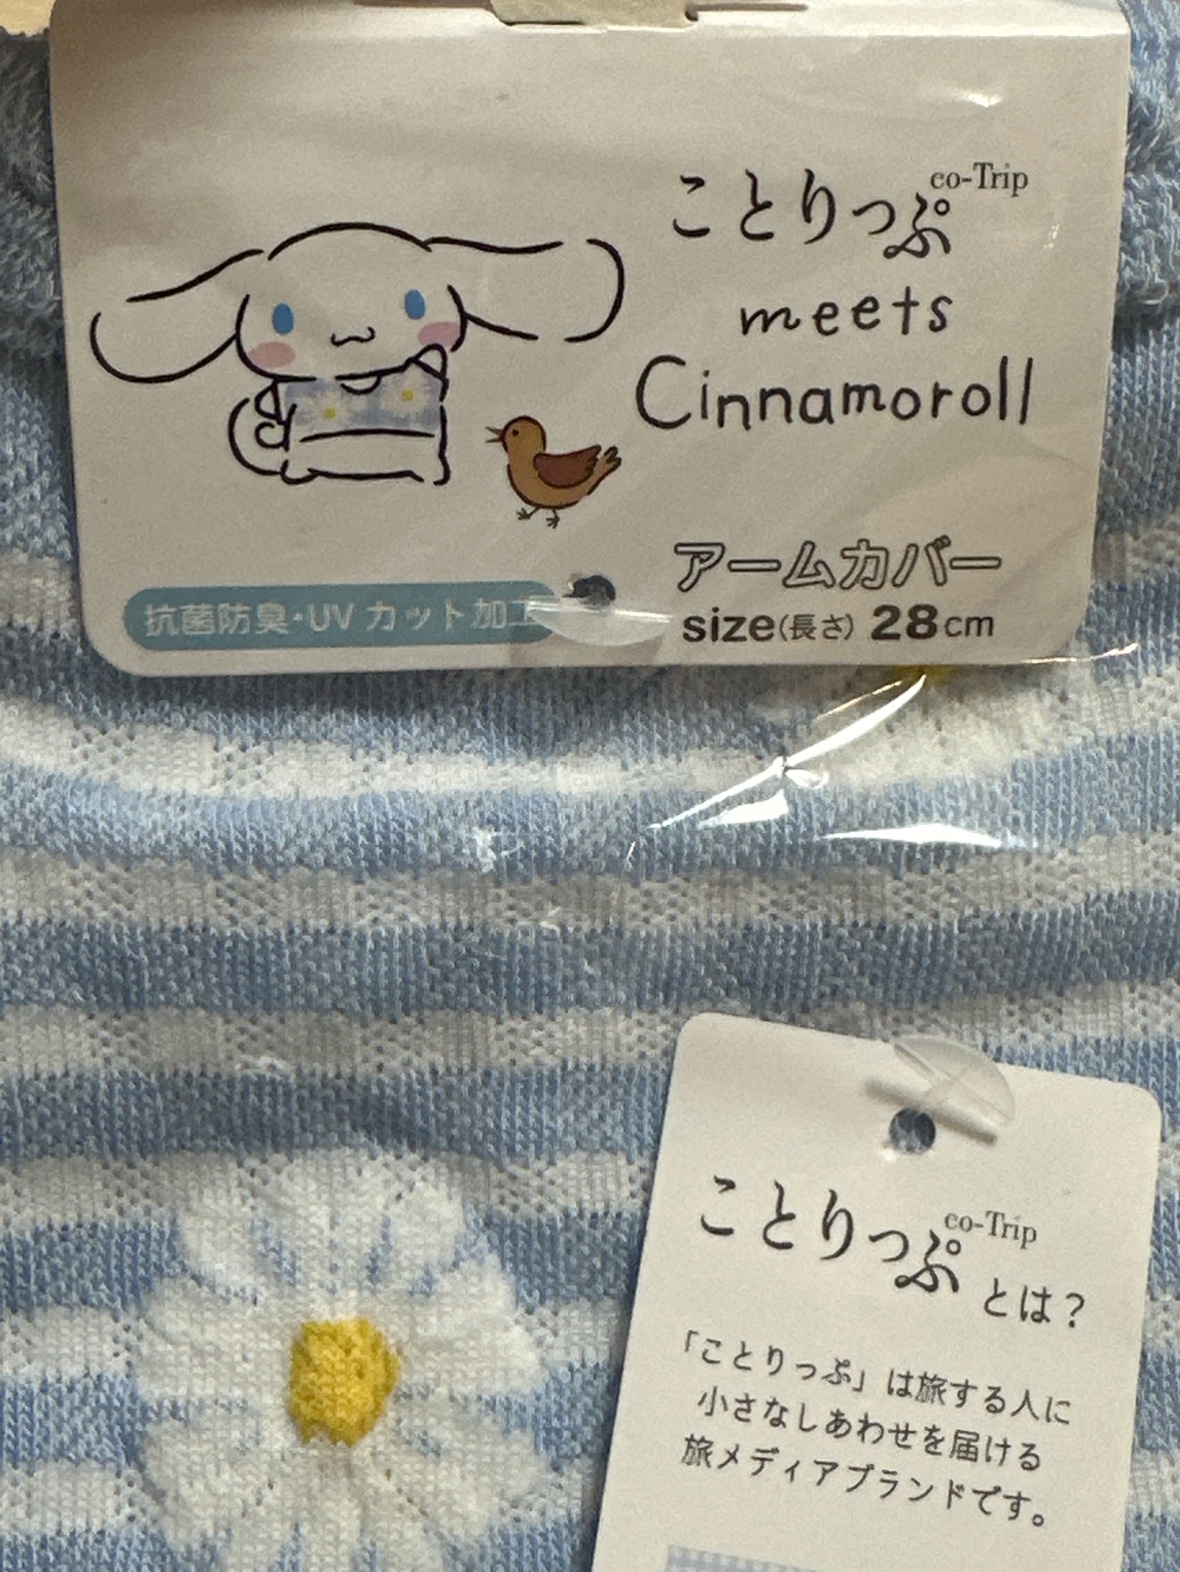 ことりっぷ co-Trip
meets
Cinnamoroll
アームカバー
size(長さ) 28cm
抗菌防臭・UVカット加工
ことりっぷ co-Trip とは?
「ことりっぷ」は旅する人に
小さなしあわせを届ける
旅メディアブランドです。